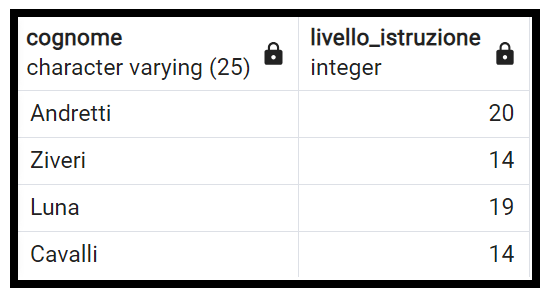 cognome livello_istruzione
character varying (25) integer
Andretti 20
Ziveri 14
Luna 19
Cavalli 14